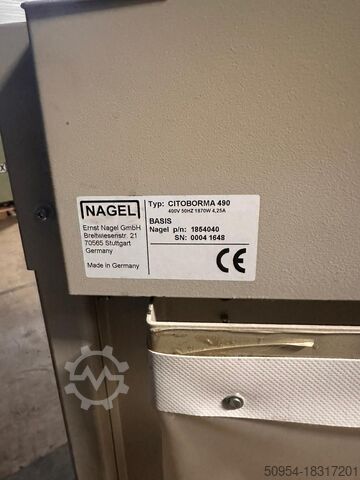 NAGEL
Typ: CITOBORMA 490
400V 50HZ 1870W 4,25A
BASIS
Nagel p/n: 1854040
SN: 0004 1648
Ernst Nagel GmbH
Breitwiesenstr. 21
70565 Stuttgart
Germany
Made in Germany
CE
50954-18317201